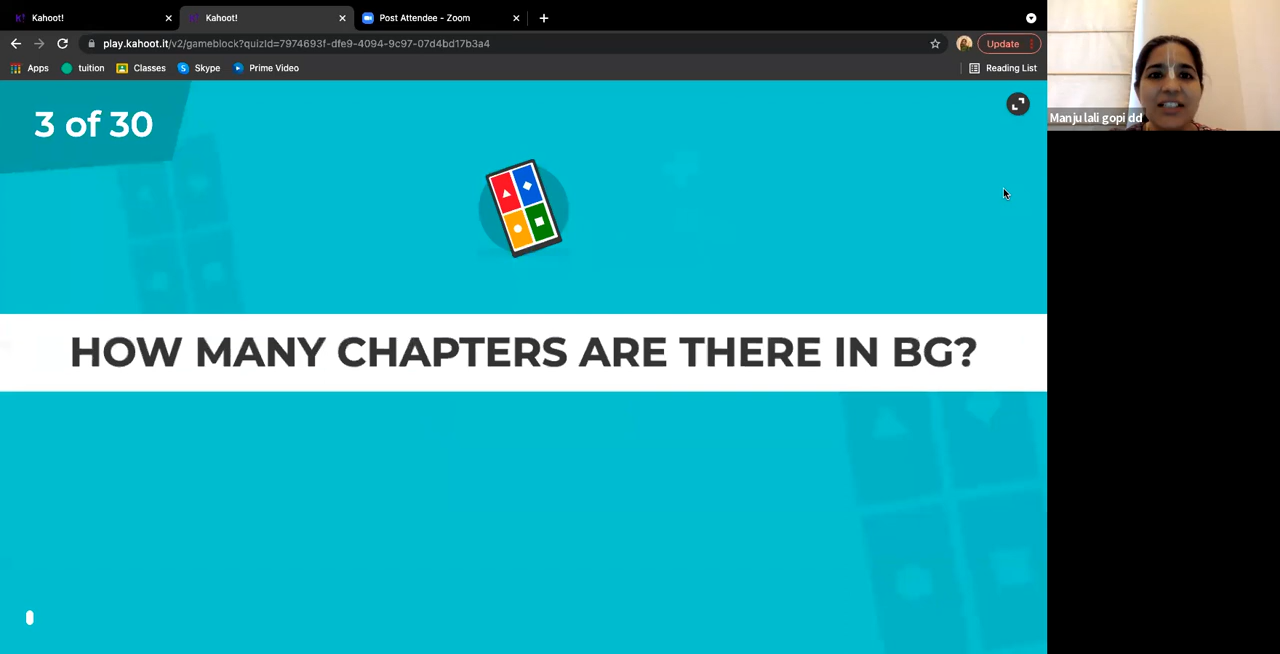 Kahoot!
Kahoot!
Post Attendee - Zoom
play.kahoot.it/v2/gameblock?quizId=7974693f-dfe9-4094-9c97-07d4bd17b3a4
Update
Apps
tuition
Classes
Skype
Prime Video
Reading List
3 of 30
Manju lali gopi dd
HOW MANY CHAPTERS ARE THERE IN BG?